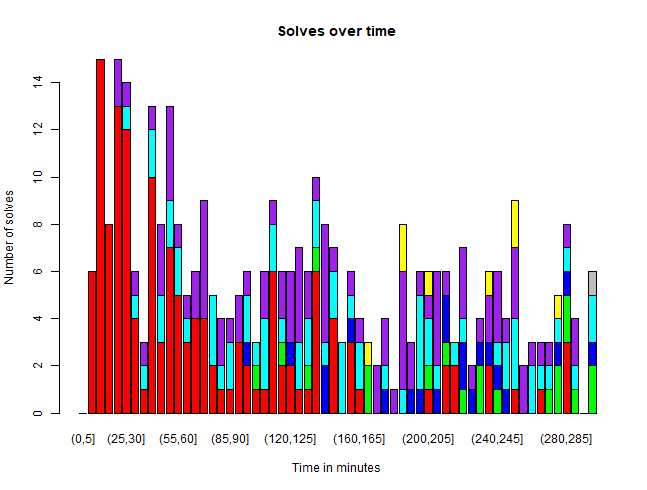 Solves over time
Number of solves
14
12
10
8
6
4
2
0
(0,5] (25,30] (55,60] (85,90] (120,125] (160,165] (200,205] (240,245] (280,285]
Time in minutes